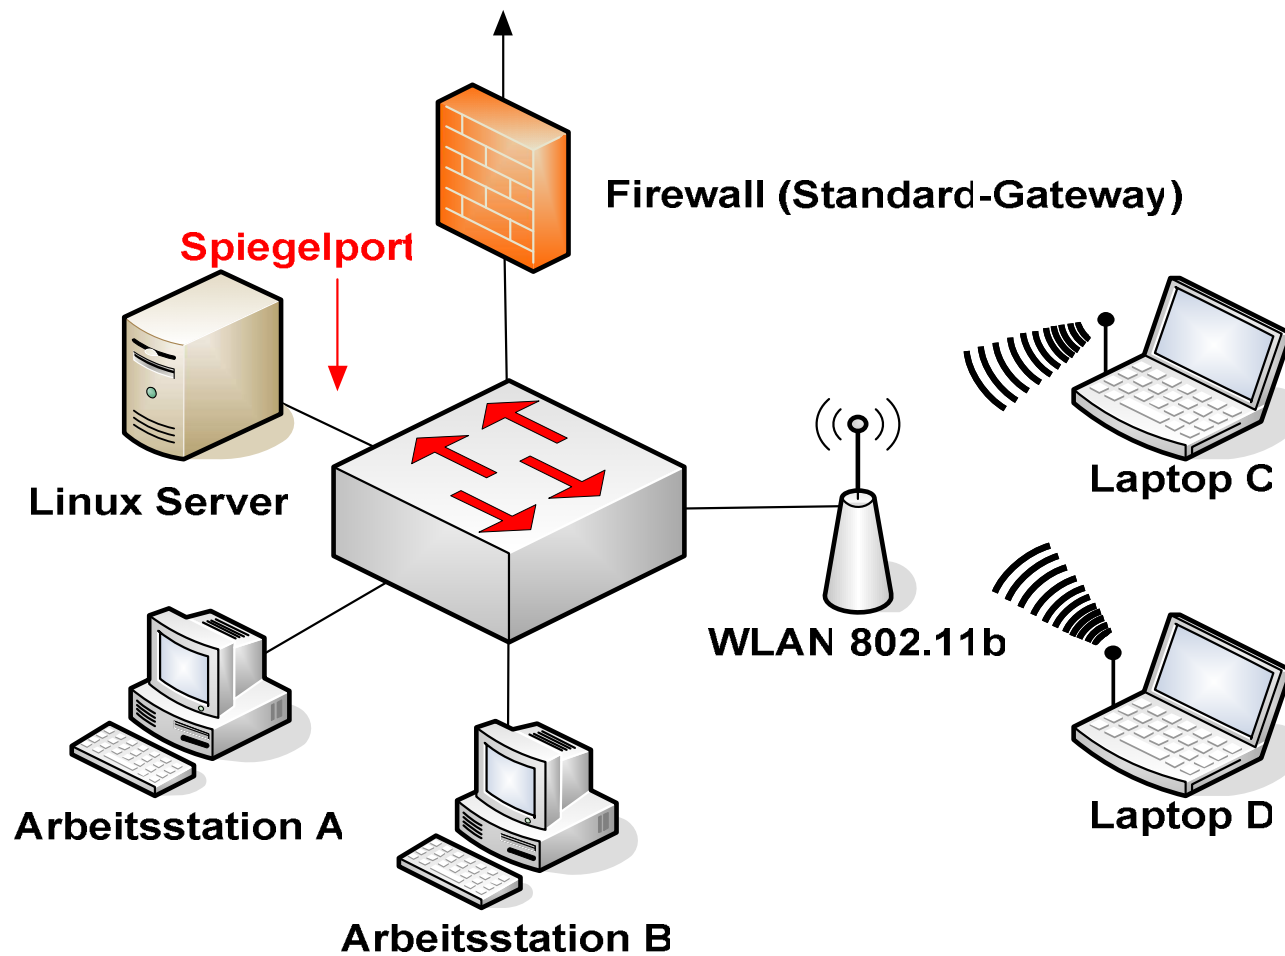 Firewall (Standard-Gateway)
Spiegelport
Linux Server
Laptop C
WLAN 802.11b
Arbeitsstation A
Laptop D
Arbeitsstation B